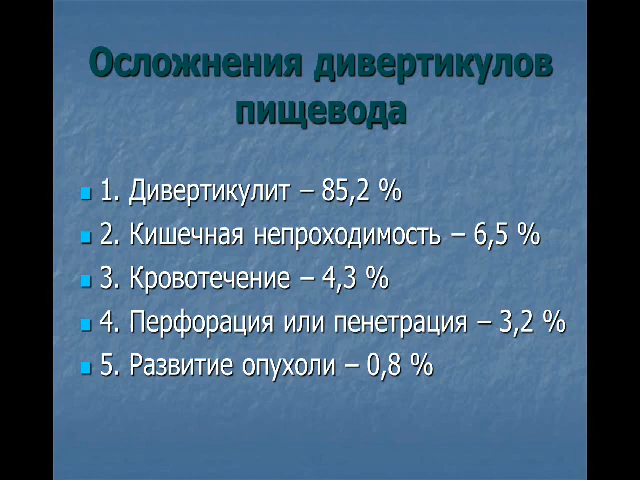 Осложнения дивертикулов
пищевода
1. Дивертикулит – 85,2 %
2. Кишечная непроходимость – 6,5 %
3. Кровотечение – 4,3 %
4. Перфорация или пенетрация – 3,2 %
5. Развитие опухоли – 0,8 %